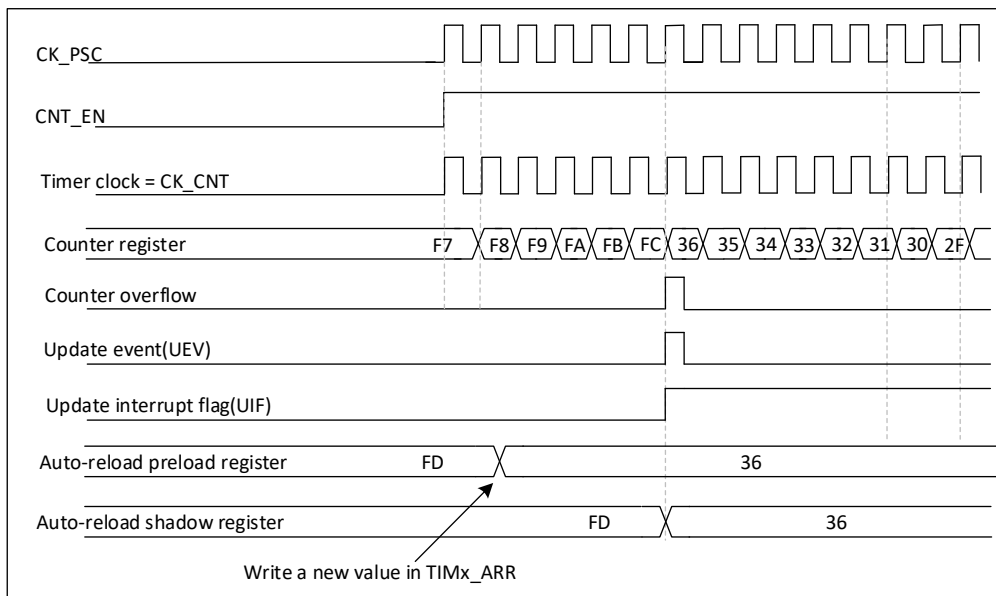 CK_PSC
CNT_EN
Timer clock = CK_CNT
Counter register F7 F8 F9 FA FB FC 36 35 34 33 32 31 30 2F
Counter overflow
Update event(UEV)
Update interrupt flag(UIF)
Auto-reload preload register FD 36
Auto-reload shadow register FD 36
Write a new value in TIMx_ARR